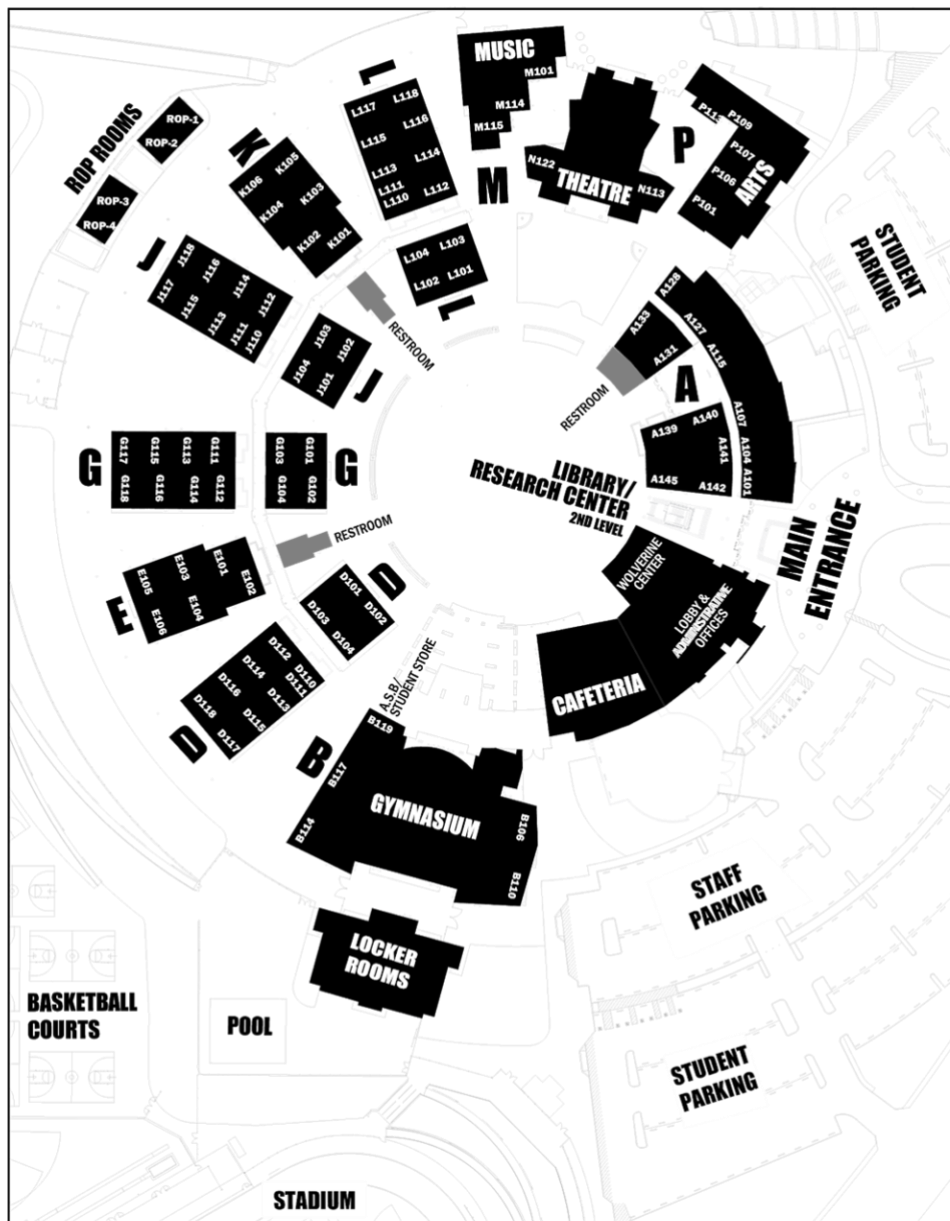 MUSIC
M101
M114
M115
L
L117
L118
L115
L116
L113
L114
L111
L110
L112
M
N122
THEATRE
N113
P
P113
P109
P107
P106
P101
ARTS
ROP ROOMS
ROP-1
ROP-2
ROP-3
ROP-4
K
K105
K106
K103
K104
K102
K101
L104
L103
L102
L101
L
STUDENT
PARKING
J
J118
J117
J116
J115
J114
J113
J112
J111
J110
RESTROOM
J103
J102
J104
J101
J
A128
A133
A127
A131
A115
RESTROOM
A
A107
A104
A101
A139
A140
A141
A145
A142
G
G117
G115
G113
G111
G118
G116
G114
G112
G103
G101
G104
G102
G
LIBRARY/
RESEARCH CENTER
2ND LEVEL
MAIN
ENTRANCE
RESTROOM
WOLVERINE
CENTER
LOBBY &
ADMINISTRATIVE
OFFICES
E
E105
E103
E101
E102
E106
E104
D
D101
D102
D103
D104
D112
D110
D114
D111
D116
D113
D118
D115
D117
D
A.S.B./
STUDENT STORE
CAFETERIA
B
B119
B117
B114
GYMNASIUM
B106
B110
LOCKER
ROOMS
STAFF
PARKING
BASKETBALL
COURTS
POOL
STUDENT
PARKING
STADIUM